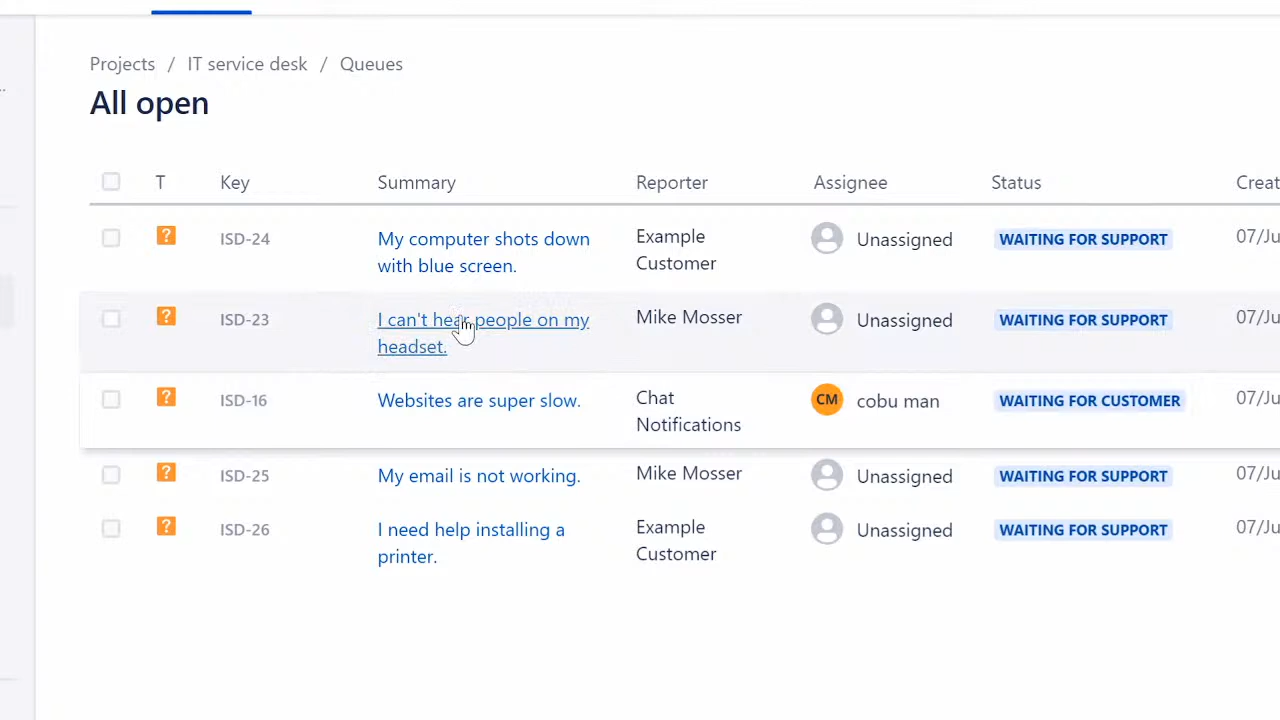 Projects / IT service desk / Queues
All open
T Key Summary Reporter Assignee Status
? ISD-24 My computer shots down with blue screen. Example Customer Unassigned WAITING FOR SUPPORT
? ISD-23 I can't hear people on my headset. Mike Mosser Unassigned WAITING FOR SUPPORT
? ISD-16 Websites are super slow. Chat Notifications CM cobu man WAITING FOR CUSTOMER
? ISD-25 My email is not working. Mike Mosser Unassigned WAITING FOR SUPPORT
? ISD-26 I need help installing a printer. Example Customer Unassigned WAITING FOR SUPPORT